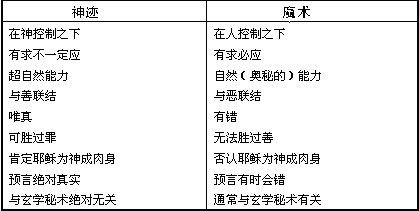 神迹 魔术
在神控制之下 在人控制之下
有求不一定应 有求必应
超自然能力 自然（奥秘的）能力
与善联结 与恶联结
唯真 有错
可胜过罪 无法胜过善
肯定耶稣为神成肉身 否认耶稣为神成肉身
预言绝对真实 预言有时会错
与玄学秘术绝对无关 通常与玄学秘术有关